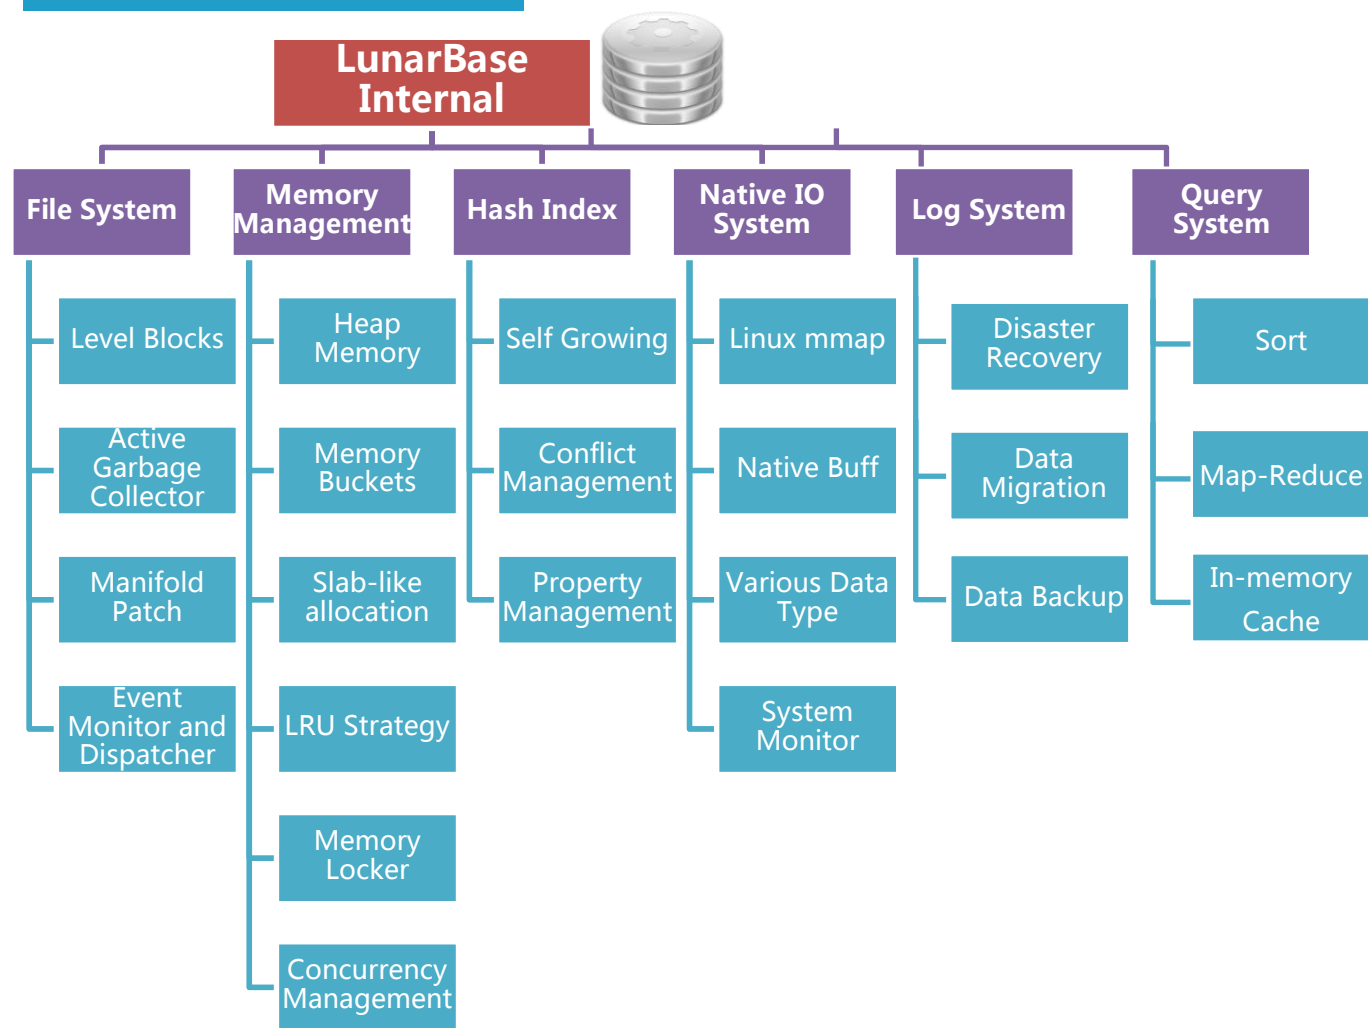 LunarBase
Internal
File System
Memory
Management
Hash Index
Native IO
System
Log System
Query
System
Level Blocks
Active
Garbage
Collector
Manifold
Patch
Event
Monitor and
Dispatcher
Heap
Memory
Memory
Buckets
Slab-like
allocation
LRU Strategy
Memory
Locker
Concurrency
Management
Self Growing
Conflict
Management
Property
Management
Linux mmap
Native Buff
Various Data
Type
System
Monitor
Disaster
Recovery
Data
Migration
Data Backup
Sort
Map-Reduce
In-memory
Cache